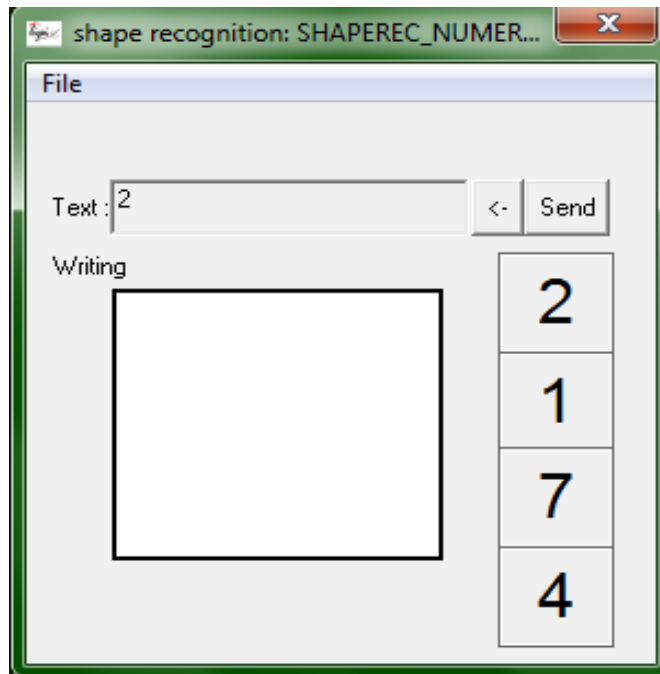 shape recognition: SHAPEREC_NUMER...
File
Text : 2 <- Send
Writing
2
1
7
4